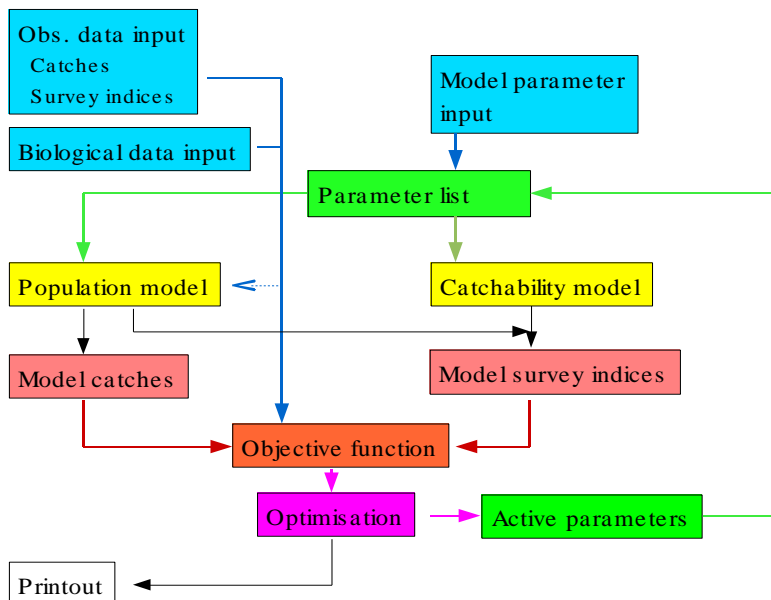 Obs. data input
Catches
Survey indices
Model parameter
input
Biological data input
Parameter list
Population model
Catchability model
Model catches
Model survey indices
Objective function
Optimisation
Active parameters
Printout